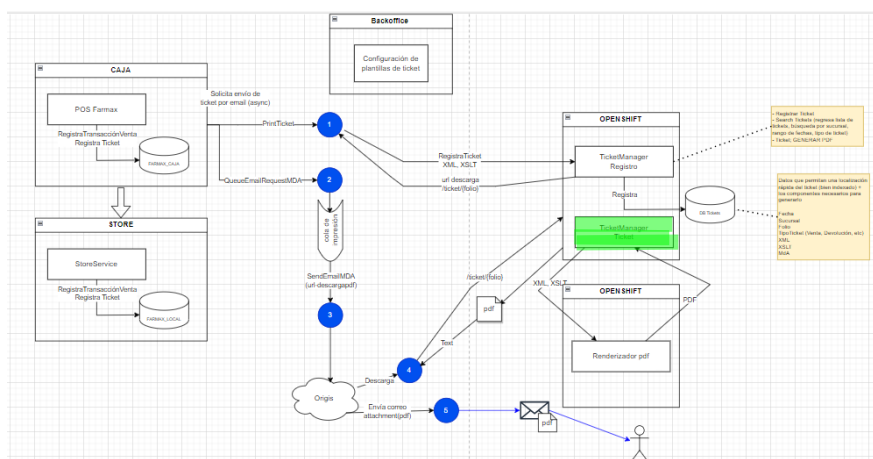 Backoffice
Configuración de
plantillas de ticket
CAJA
POS Farmax
RegistraTransacciónVenta
Registra Ticket
FARMAX_CAJA
Solicita envío de
ticket por email (async)
PrintTicket
1
QueueEmailRequestMDA
2
cola de
impresión
SendEmailMDA
(url-descargapdf)
3
STORE
StoreService
RegistraTransacciónVenta
Registra Ticket
FARMAX_LOCAL
Origis
Descarga
4
Envía correo
attachment(pdf)
5
pdf
RegistraTicket
XML, XSLT
url descarga
/ticket/{folio}
OPENSHIFT
TicketManager
Registro
Registra
DB Tickets
TicketManager
Ticket
/ticket/{folio}
pdf
Text
XML, XSLT
PDF
OPENSHIFT
Renderizador pdf
- Registrar Ticket
- Search Tickets (regresa lista de
tickets, búsqueda por sucursal,
rango de fechas, tipo de ticket)
- Ticket, GENERAR PDF
Datos que permitan una localización
rápida del ticket (bien indexado) +
los componentes necesarios para
generarlo
Fecha
Sucursal
Folio
TipoTicket (Venta, Devolución, etc)
XML
XSLT
MdA